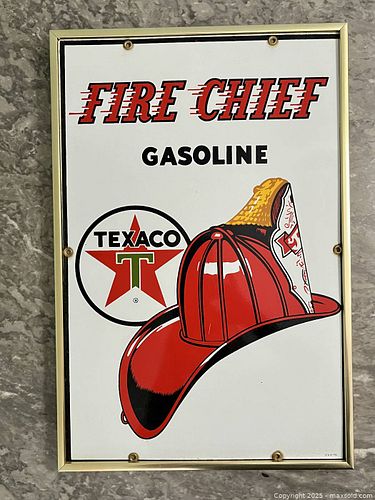 FIRE CHIEF
GASOLINE
TEXACO
T
®
Copyright 2025 - maxsold.com